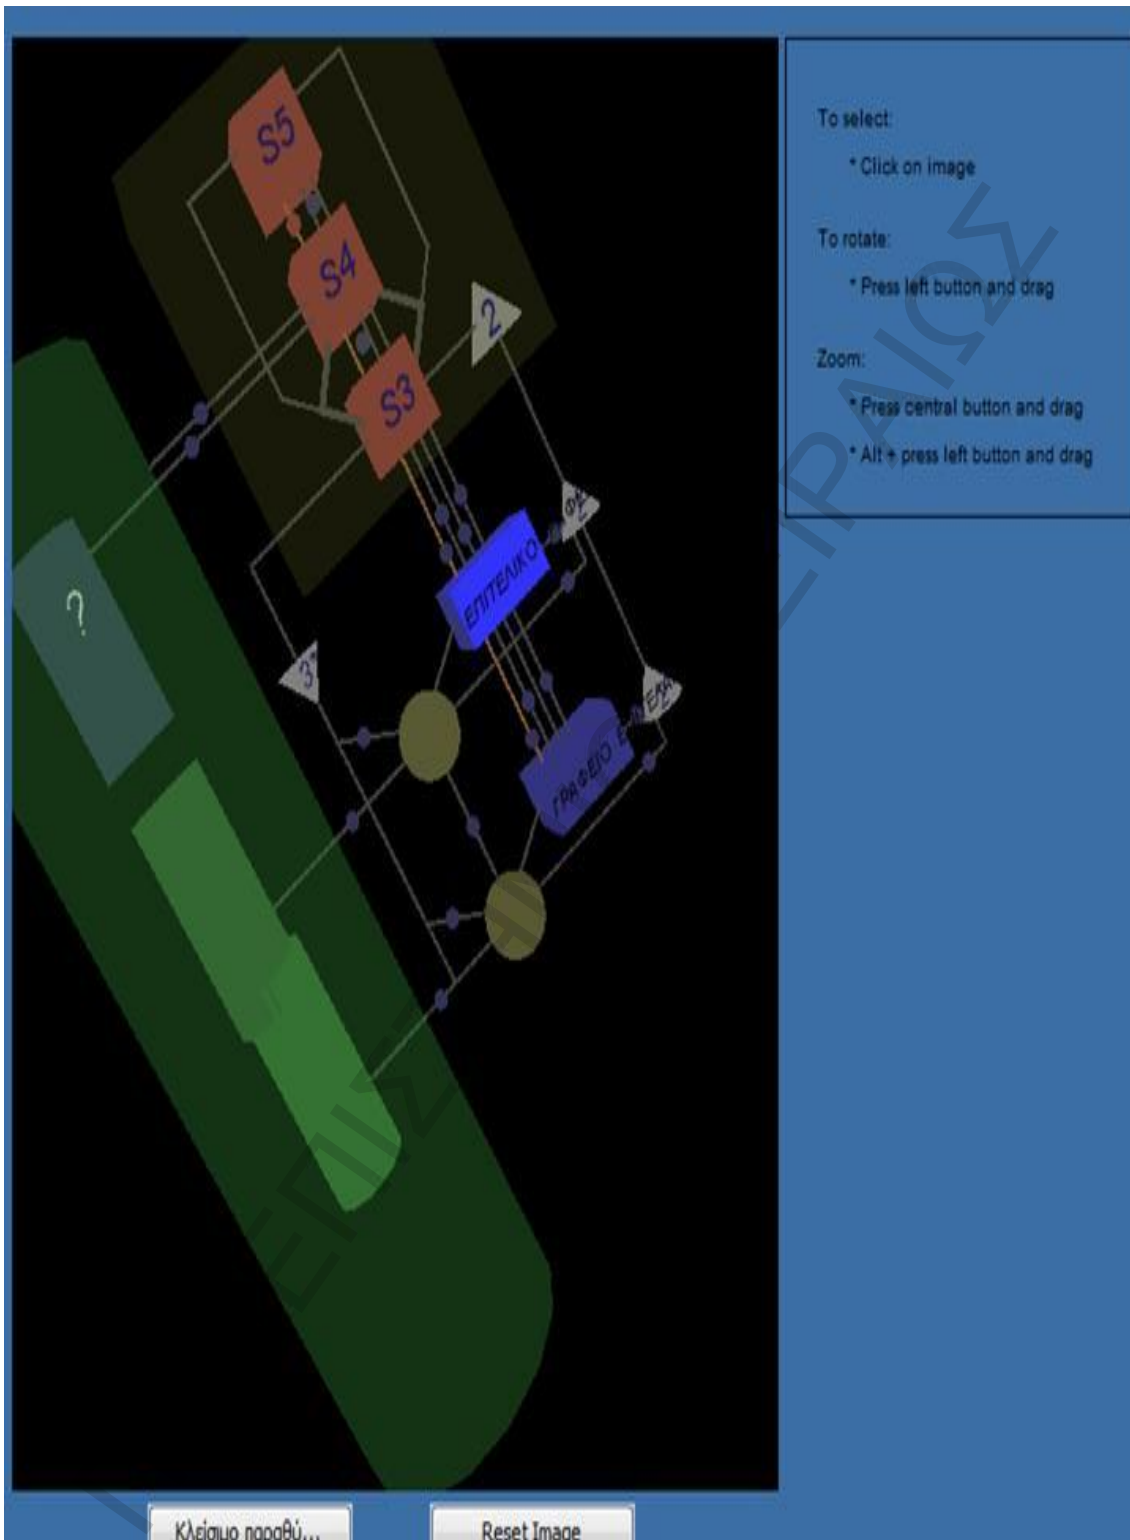 S5
S4
2
S3
ΕΠΙΤΕΛΙΚΟ
?
ΓΡΑΦΕΙΟ
To select:
* Click on image
To rotate:
* Press left button and drag
Zoom:
* Press central button and drag
* Alt + press left button and drag
Κλείσιμο παραθύ...
Reset Image